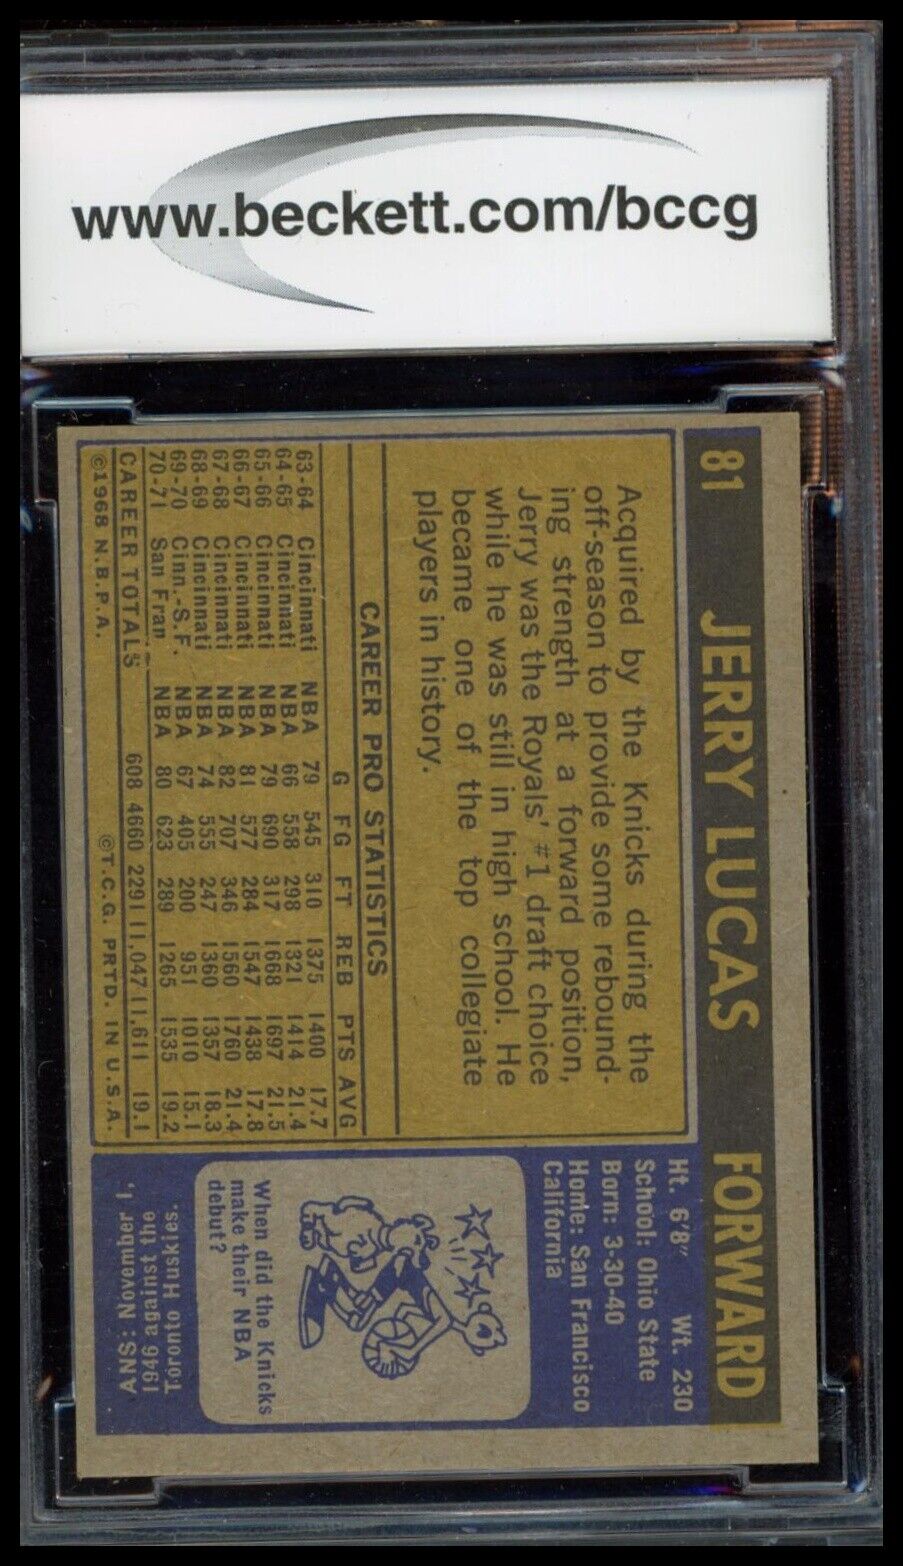 www.beckett.com/bccg
81 JERRY LUCAS FORWARD
Acquired by the Knicks during the
off-season to provide some rebound-
ing strength at a forward position,
Jerry was the Royals' #1 draft choice
while he was still in high school. He
became one of the top collegiate
players in history.
CAREER PRO STATISTICS
G FG FT REB PTS AVG
63-64 Cincinnati NBA 79 545 310 1375 1400 17.7
64-65 Cincinnati NBA 66 558 298 1321 1414 21.4
65-66 Cincinnati NBA 79 690 317 1668 1697 21.5
66-67 Cincinnati NBA 81 577 284 1547 1438 17.8
67-68 Cincinnati NBA 82 707 346 1560 1760 21.4
68-69 Cincinnati NBA 74 555 247 1360 1357 18.3
69-70 Cinn.-S.F. NBA 67 405 200 951 1010 15.1
70-71 San Fran NBA 80 623 289 1265 1535 19.2
CAREER TOTALS 608 4660 2291 11,047 11,611 19.1
©1968 N.B.P.A. ©T.C.G. PRTD. IN U.S.A.
Ht. 6'8" Wt. 230
School: Ohio State
Born: 3-30-40
Home: San Francisco
California
When did the Knicks
make their NBA
debut?
ANS: November 1,
1946 against the
Toronto Huskies.